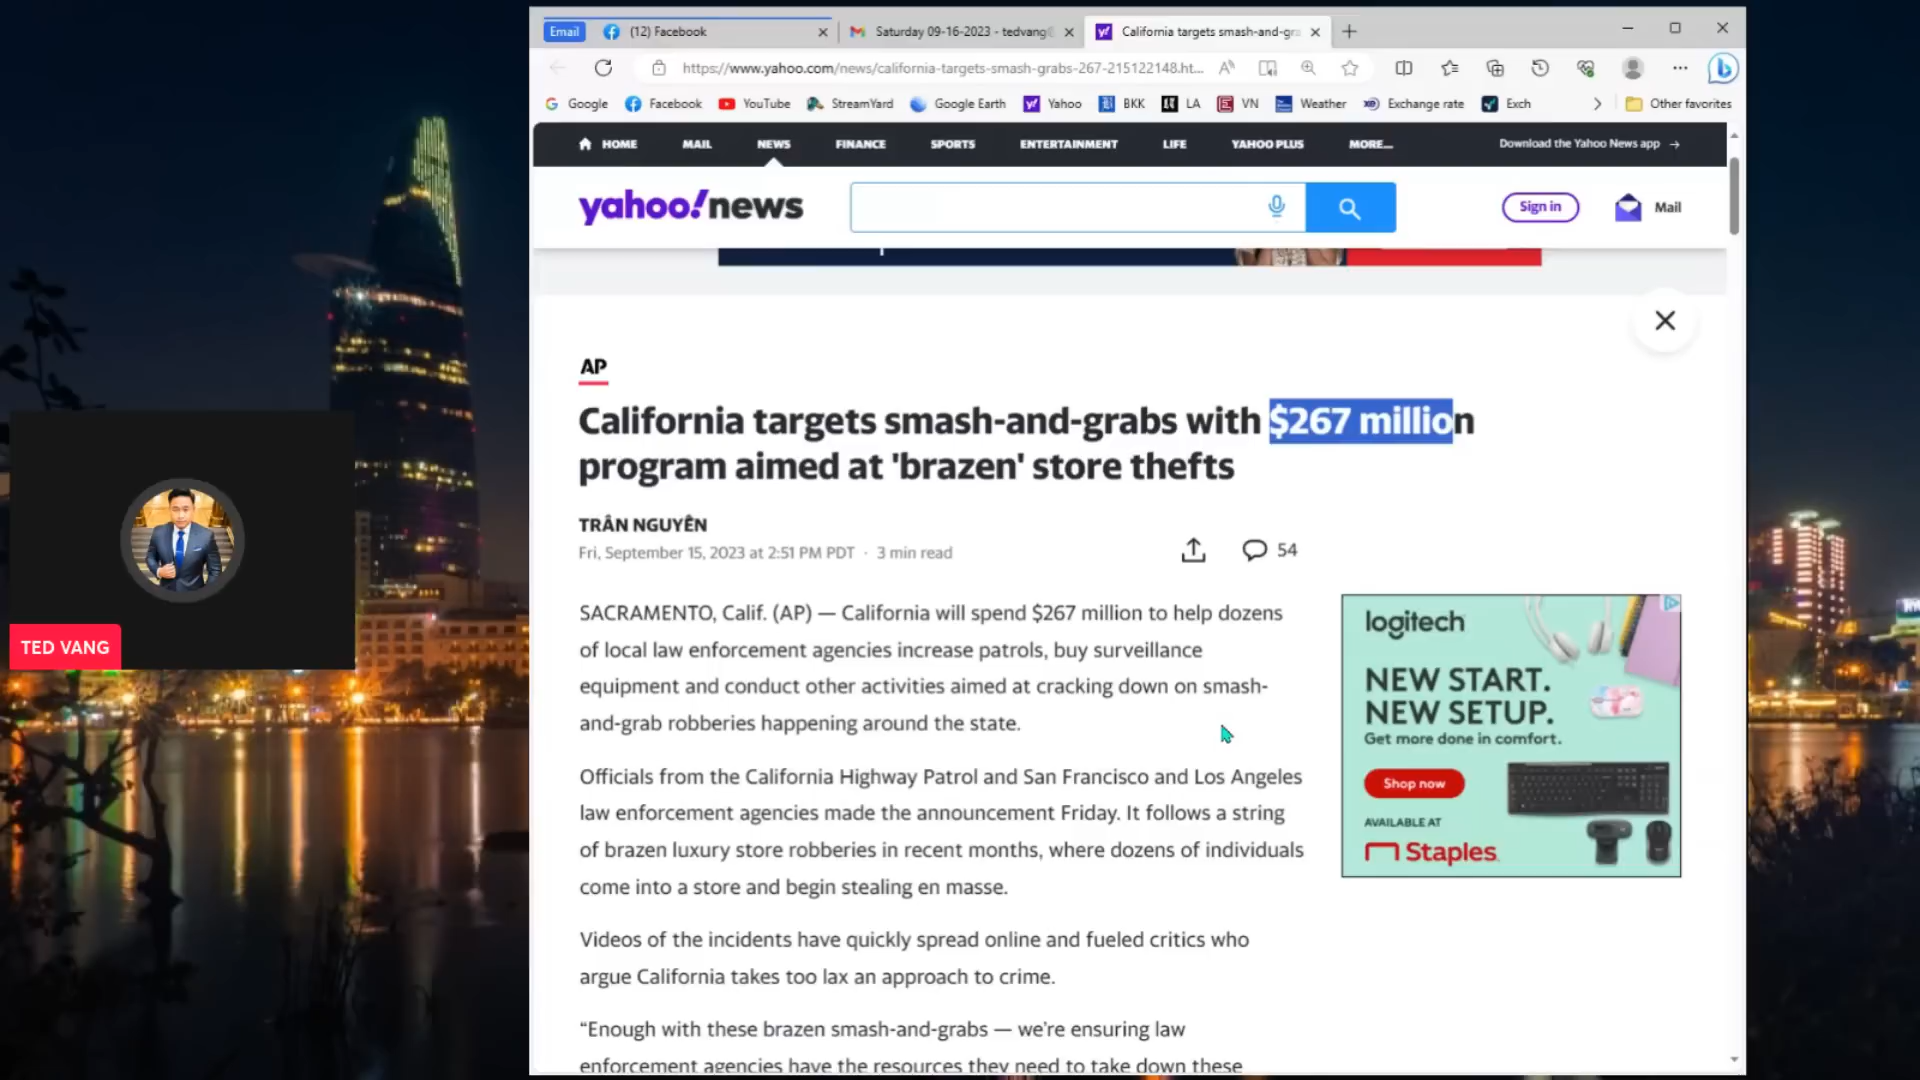 Email
(12) Facebook
Saturday 09-16-2023 - tedvang
California targets smash-and-gra
https://www.yahoo.com/news/california-targets-smash-grabs-267-215122148.ht...
Google
Facebook
YouTube
StreamYard
Google Earth
Yahoo
BKK
LA
VN
Weather
Exchange rate
Exch
Other favorites
HOME
MAIL
NEWS
FINANCE
SPORTS
ENTERTAINMENT
LIFE
YAHOO PLUS
MORE...
Download the Yahoo News app →
yahoo!news
Sign in
Mail
AP
California targets smash-and-grabs with $267 million
program aimed at 'brazen' store thefts
TRÂN NGUYỄN
Fri, September 15, 2023 at 2:51 PM PDT · 3 min read
54
SACRAMENTO, Calif. (AP) — California will spend $267 million to help dozens
of local law enforcement agencies increase patrols, buy surveillance
equipment and conduct other activities aimed at cracking down on smash-
and-grab robberies happening around the state.
Officials from the California Highway Patrol and San Francisco and Los Angeles
law enforcement agencies made the announcement Friday. It follows a string
of brazen luxury store robberies in recent months, where dozens of individuals
come into a store and begin stealing en masse.
Videos of the incidents have quickly spread online and fueled critics who
argue California takes too lax an approach to crime.
“Enough with these brazen smash-and-grabs — we're ensuring law
enforcement agencies have the resources they need to take down these
logitech
NEW START.
NEW SETUP.
Get more done in comfort.
Shop now
AVAILABLE AT
Staples
TED VANG